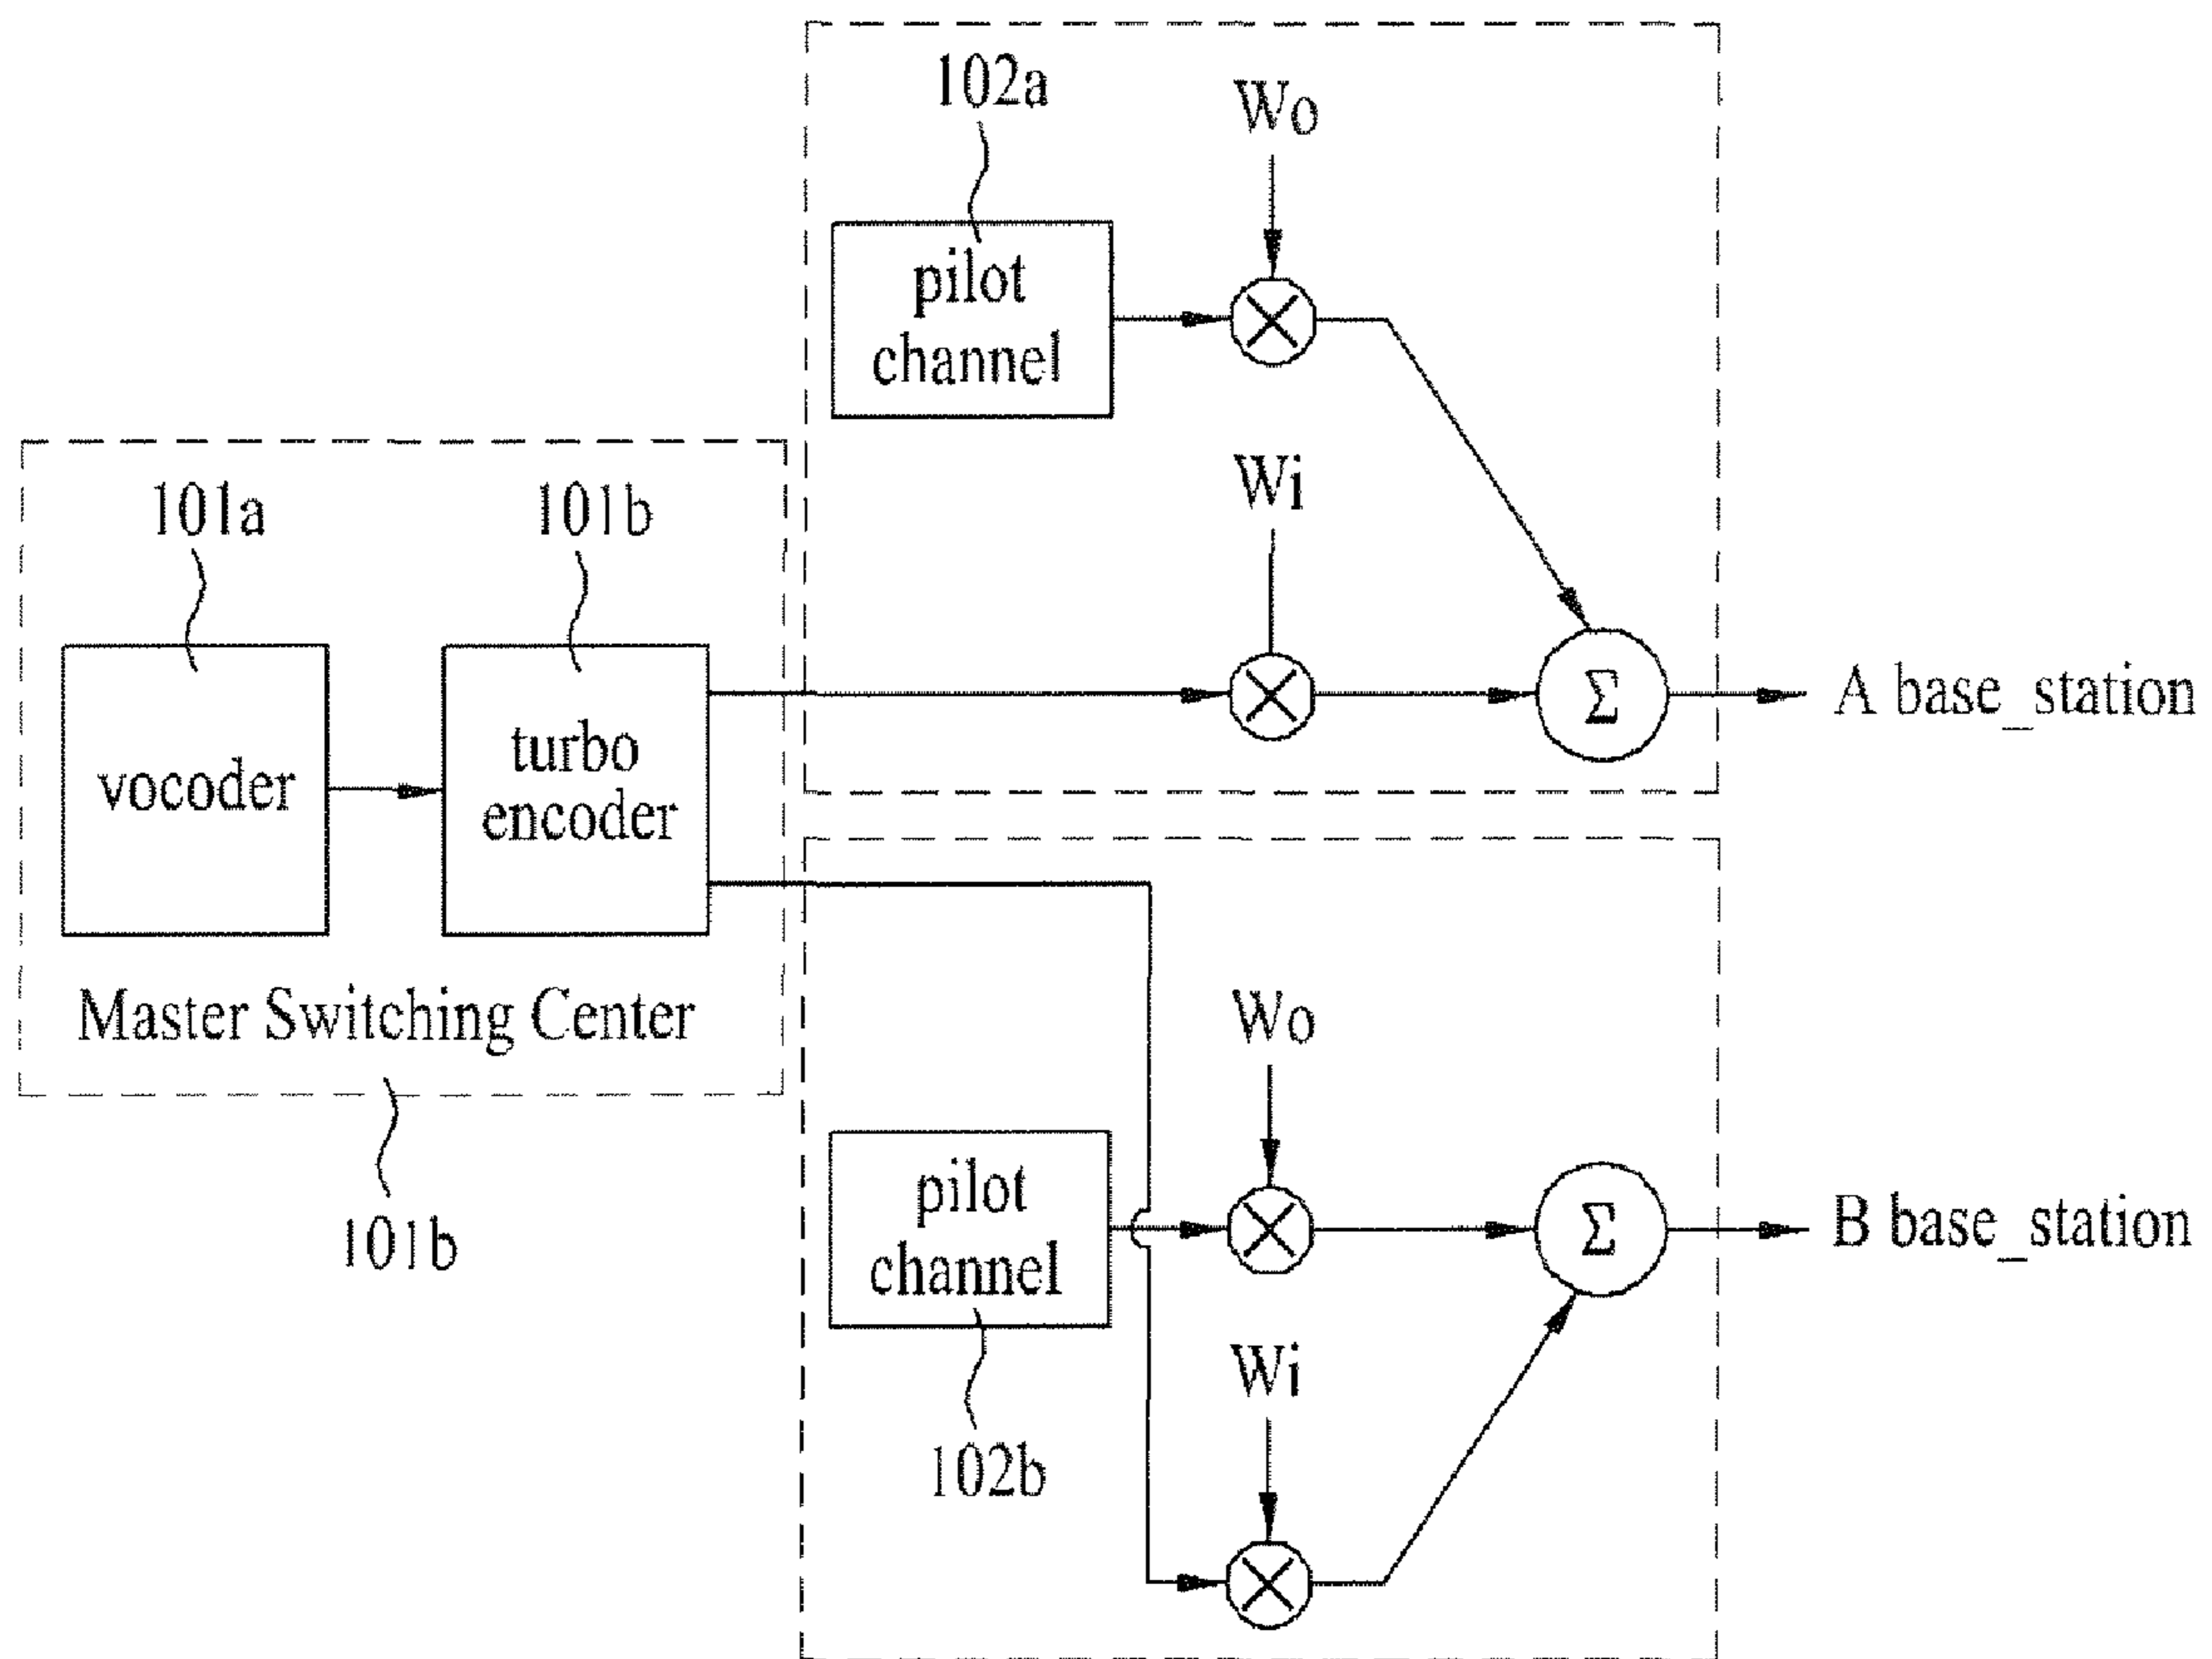 102a
Wo
pilot
channel
Wi
101a
101b
vocoder
turbo
encoder
Σ
A base_station
Master Switching Center
101b
Wo
pilot
channel
Σ
B base_station
Wi
102b